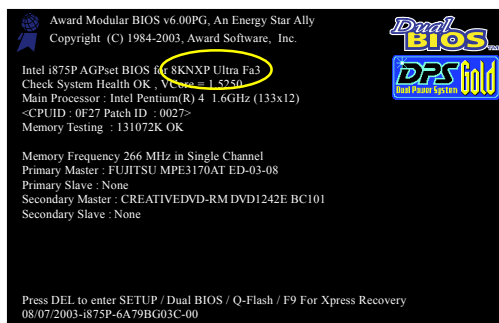 Award Modular BIOS v6.00PG, An Energy Star Ally
Copyright (C) 1984-2003, Award Software, Inc.
Dual BIOS
DPS Gold
Dual Power System
Intel i875P AGPset BIOS for 8KNXP Ultra Fa3
Check System Health OK , VCore = 1.5250
Main Processor : Intel Pentium(R) 4 1.6GHz (133x12)
<CPUID : 0F27 Patch ID : 0027>
Memory Testing : 131072K OK
Memory Frequency 266 MHz in Single Channel
Primary Master : FUJITSU MPE3170AT ED-03-08
Primary Slave : None
Secondary Master : CREATIVEDVD-RM DVD1242E BC101
Secondary Slave : None
Press DEL to enter SETUP / Dual BIOS / Q-Flash / F9 For Xpress Recovery
08/07/2003-i875P-6A79BG03C-00